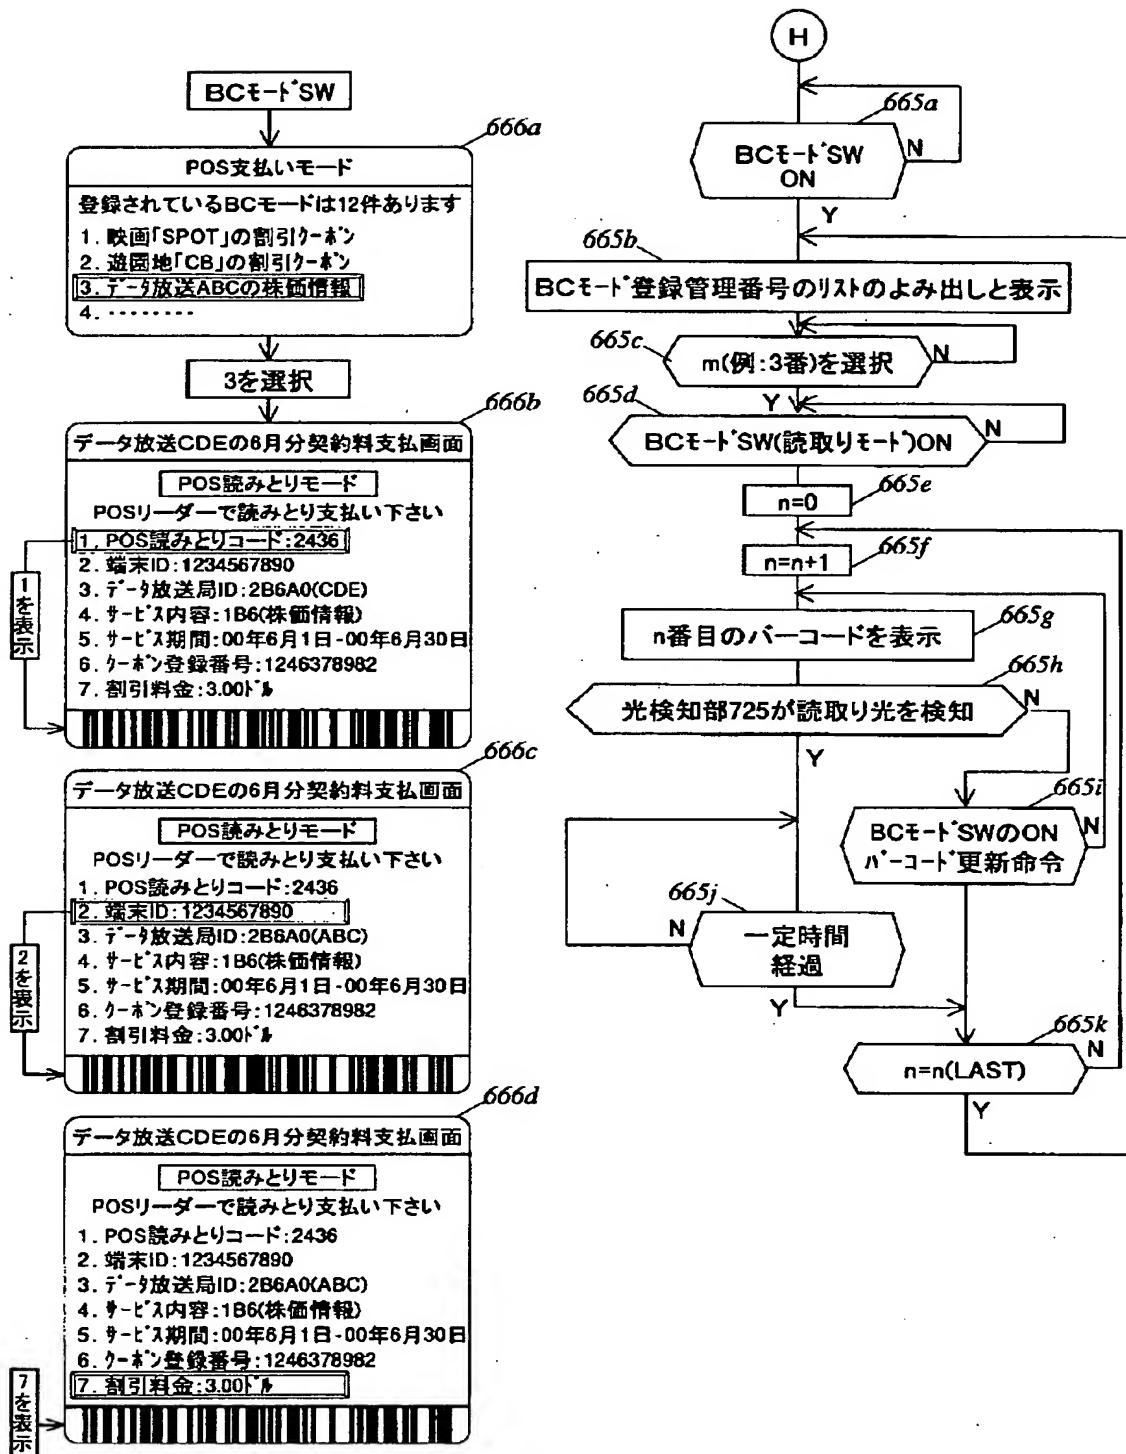 BCモードSW
666a
POS支払いモード
登録されているBCモードは12件あります
1. 映画「SPOT」の割引クーポン
2. 遊園地「CB」の割引クーポン
3. データ放送ABCの株価情報
4. ‥‥‥‥
3を選択
666b
データ放送CDEの6月分契約料支払画面
POS読みとりモード
POSリーダーで読みとり支払い下さい
1. POS読みとりコード:2436
2. 端末ID:1234567890
3. データ放送局ID:2B6A0(CDE)
4. サービス内容:1B6(株価情報)
5. サービス期間:00年6月1日-00年6月30日
6. クーポン登録番号:1246378982
7. 割引料金:3.00ドル
1を表示
666c
データ放送CDEの6月分契約料支払画面
POS読みとりモード
POSリーダーで読みとり支払い下さい
1. POS読みとりコード:2436
2. 端末ID:1234567890
3. データ放送局ID:2B6A0(ABC)
4. サービス内容:1B6(株価情報)
5. サービス期間:00年6月1日-00年6月30日
6. クーポン登録番号:1246378982
7. 割引料金:3.00ドル
2を表示
666d
データ放送CDEの6月分契約料支払画面
POS読みとりモード
POSリーダーで読みとり支払い下さい
1. POS読みとりコード:2436
2. 端末ID:1234567890
3. データ放送局ID:2B6A0(ABC)
4. サービス内容:1B6(株価情報)
5. サービス期間:00年6月1日-00年6月30日
6. クーポン登録番号:1246378982
7. 割引料金:3.00ドル
7を表示
H
665a
BCモードSW
ON
N
Y
665b
BCモード登録管理番号のリストのよみ出しと表示
665c
m(例:3番)を選択
N
Y
665d
BCモードSW(読取りモード)ON
N
665e
n=0
665f
n=n+1
665g
n番目のバーコードを表示
665h
光検知部725が読取り光を検知
N
Y
665i
BCモードSWのON
バーコード更新命令
N
665j
一定時間
経過
N
Y
665k
n=n(LAST)
N
Y